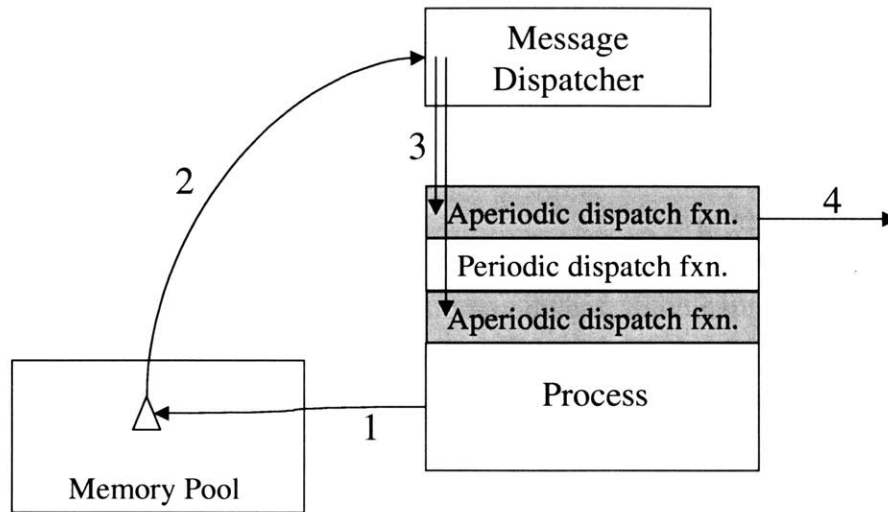 Message
Dispatcher
2
3
4
Aperiodic dispatch fxn.
Periodic dispatch fxn.
Aperiodic dispatch fxn.
Process
1
Memory Pool